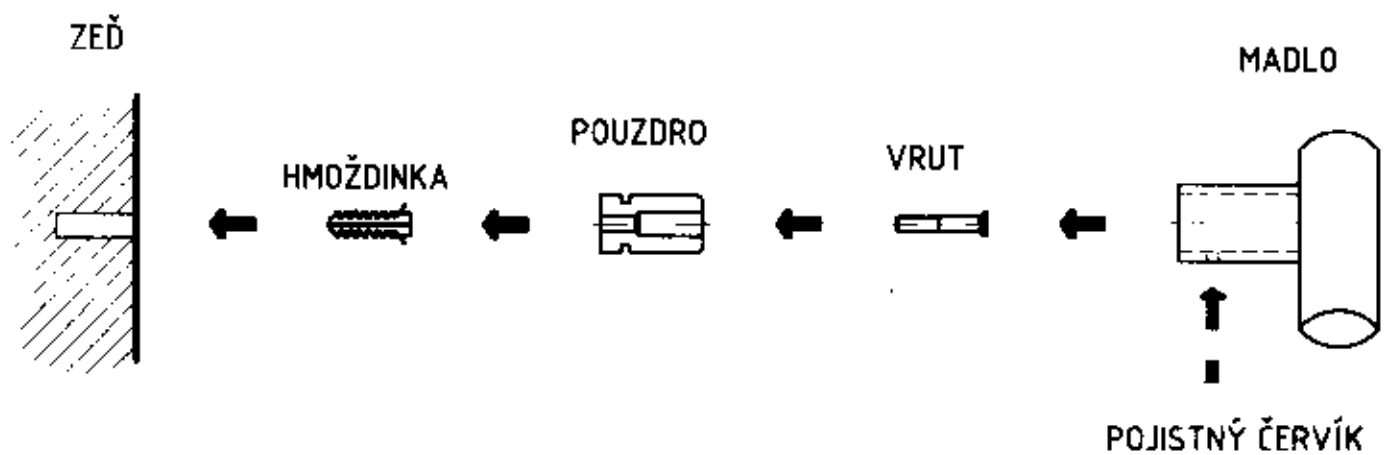 ZEĎ
MADLO
POUZDRO
VRUT
HMOŽDINKA
POJISTNÝ ČERVÍK